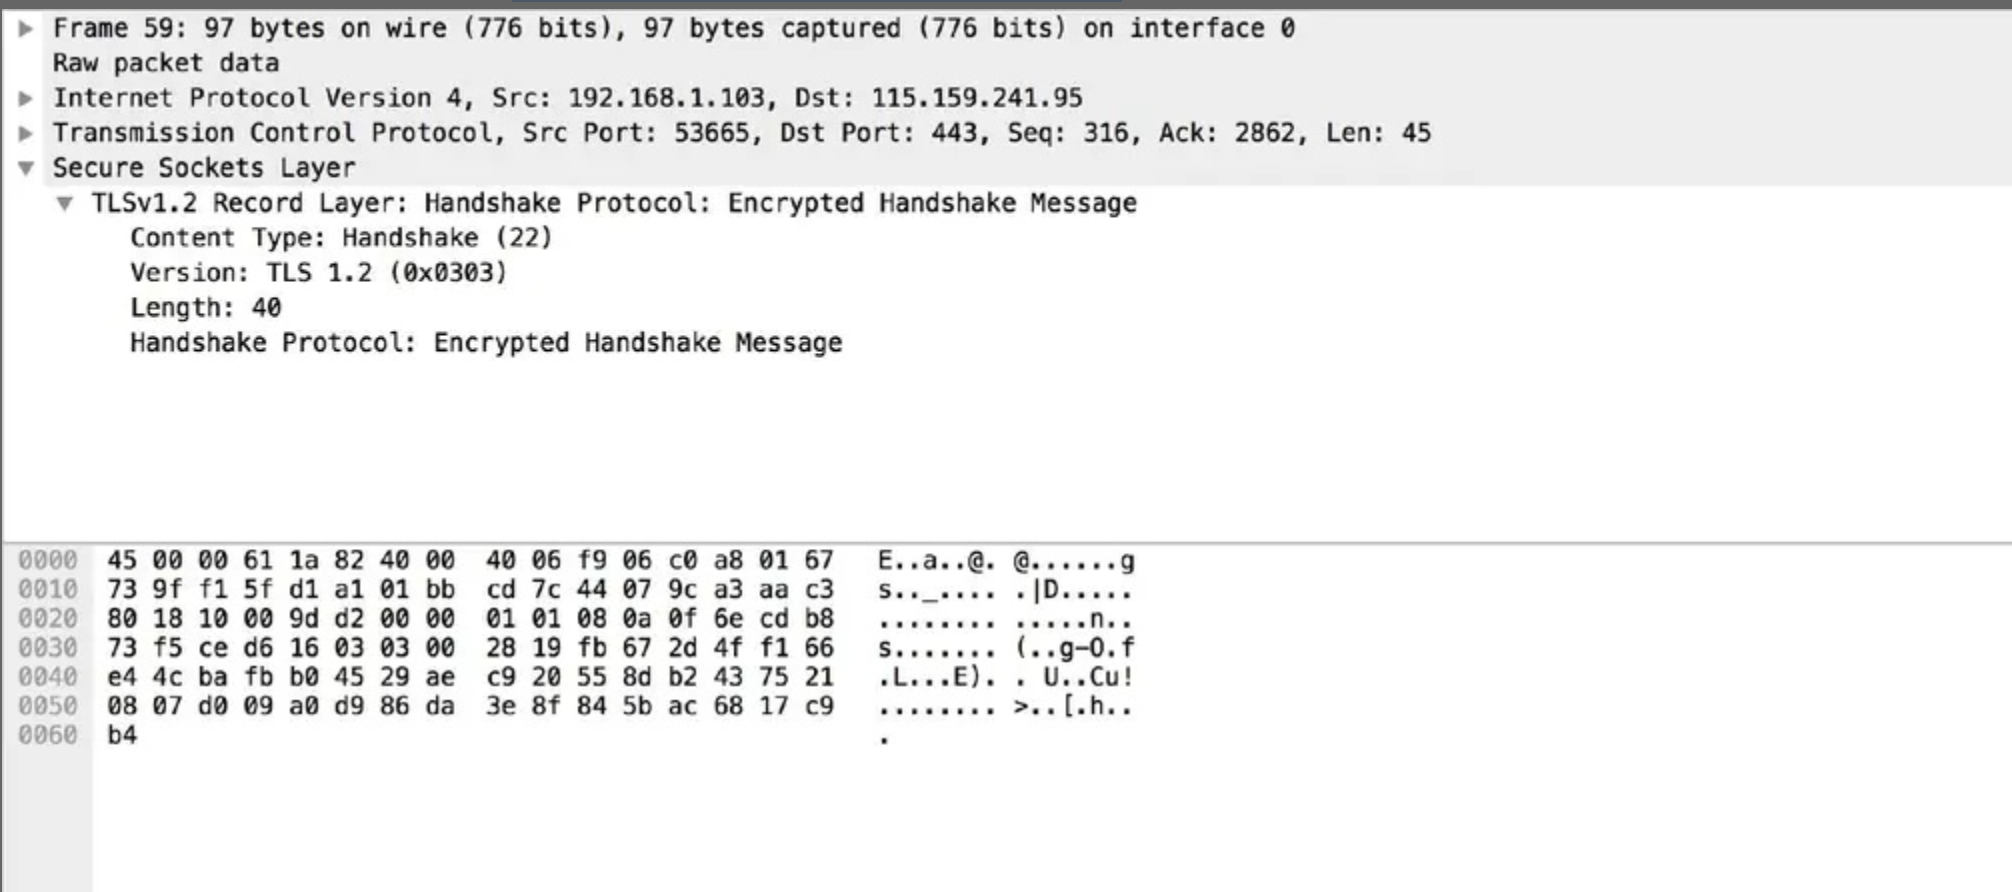 Frame 59: 97 bytes on wire (776 bits), 97 bytes captured (776 bits) on interface 0
Raw packet data
Internet Protocol Version 4, Src: 192.168.1.103, Dst: 115.159.241.95
Transmission Control Protocol, Src Port: 53665, Dst Port: 443, Seq: 316, Ack: 2862, Len: 45
Secure Sockets Layer
TLSv1.2 Record Layer: Handshake Protocol: Encrypted Handshake Message
Content Type: Handshake (22)
Version: TLS 1.2 (0x0303)
Length: 40
Handshake Protocol: Encrypted Handshake Message
0000 45 00 00 61 1a 82 40 00 40 06 f9 06 c0 a8 01 67 E..a..@. @......g
0010 73 9f f1 5f d1 a1 01 bb cd 7c 44 07 9c a3 aa c3 s.._.... .|D.....
0020 80 18 10 00 9d d2 00 00 01 01 08 0a 0f 6e cd b8 ........ .....n..
0030 73 f5 ce d6 16 03 03 00 28 19 fb 67 2d 4f f1 66 s....... (..g-O.f
0040 e4 4c ba fb b0 45 29 ae c9 20 55 8d b2 43 75 21 .L...E). . U..Cu!
0050 08 07 d0 09 a0 d9 86 da 3e 8f 84 5b ac 68 17 c9 ........ >..[.h..
0060 b4 .